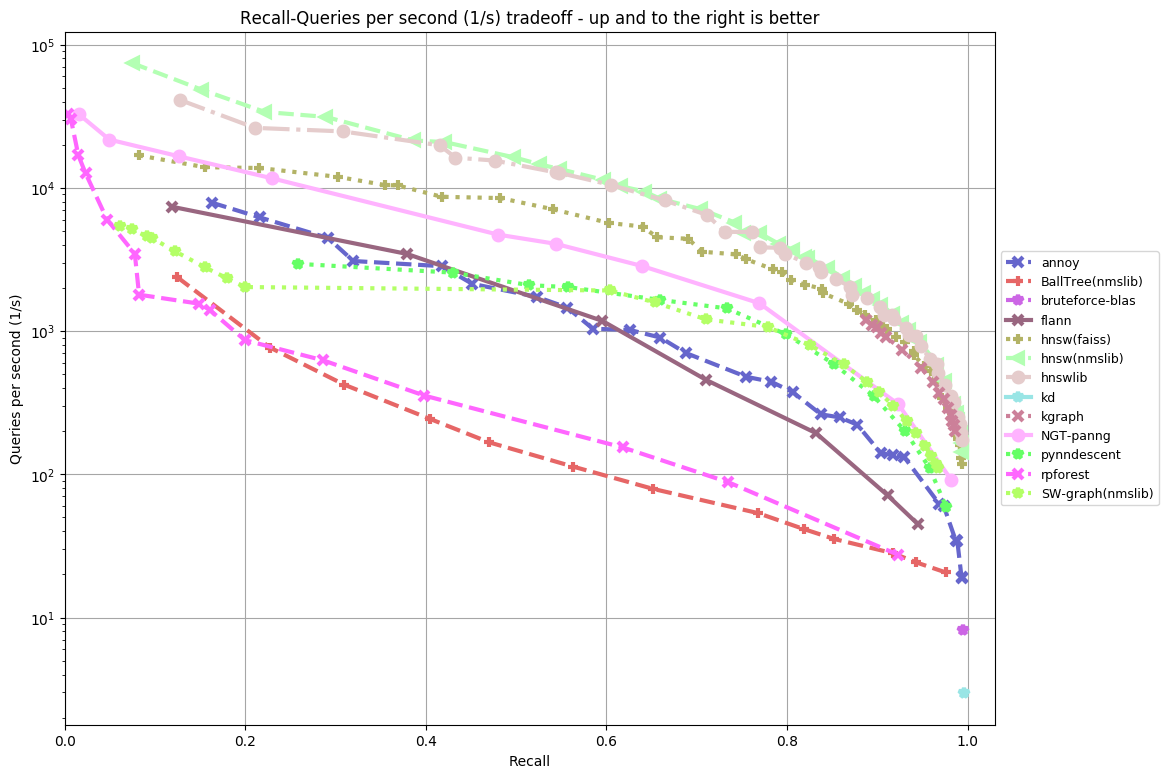 Recall-Queries per second (1/s) tradeoff - up and to the right is better
Queries per second (1/s)
10^5
10^4
10^3
10^2
10^1
0.0 0.2 0.4 0.6 0.8 1.0
Recall
annoy
BallTree(nmslib)
bruteforce-blas
flann
hnsw(faiss)
hnsw(nmslib)
hnswlib
kd
kgraph
NGT-panng
pynndescent
rpforest
SW-graph(nmslib)